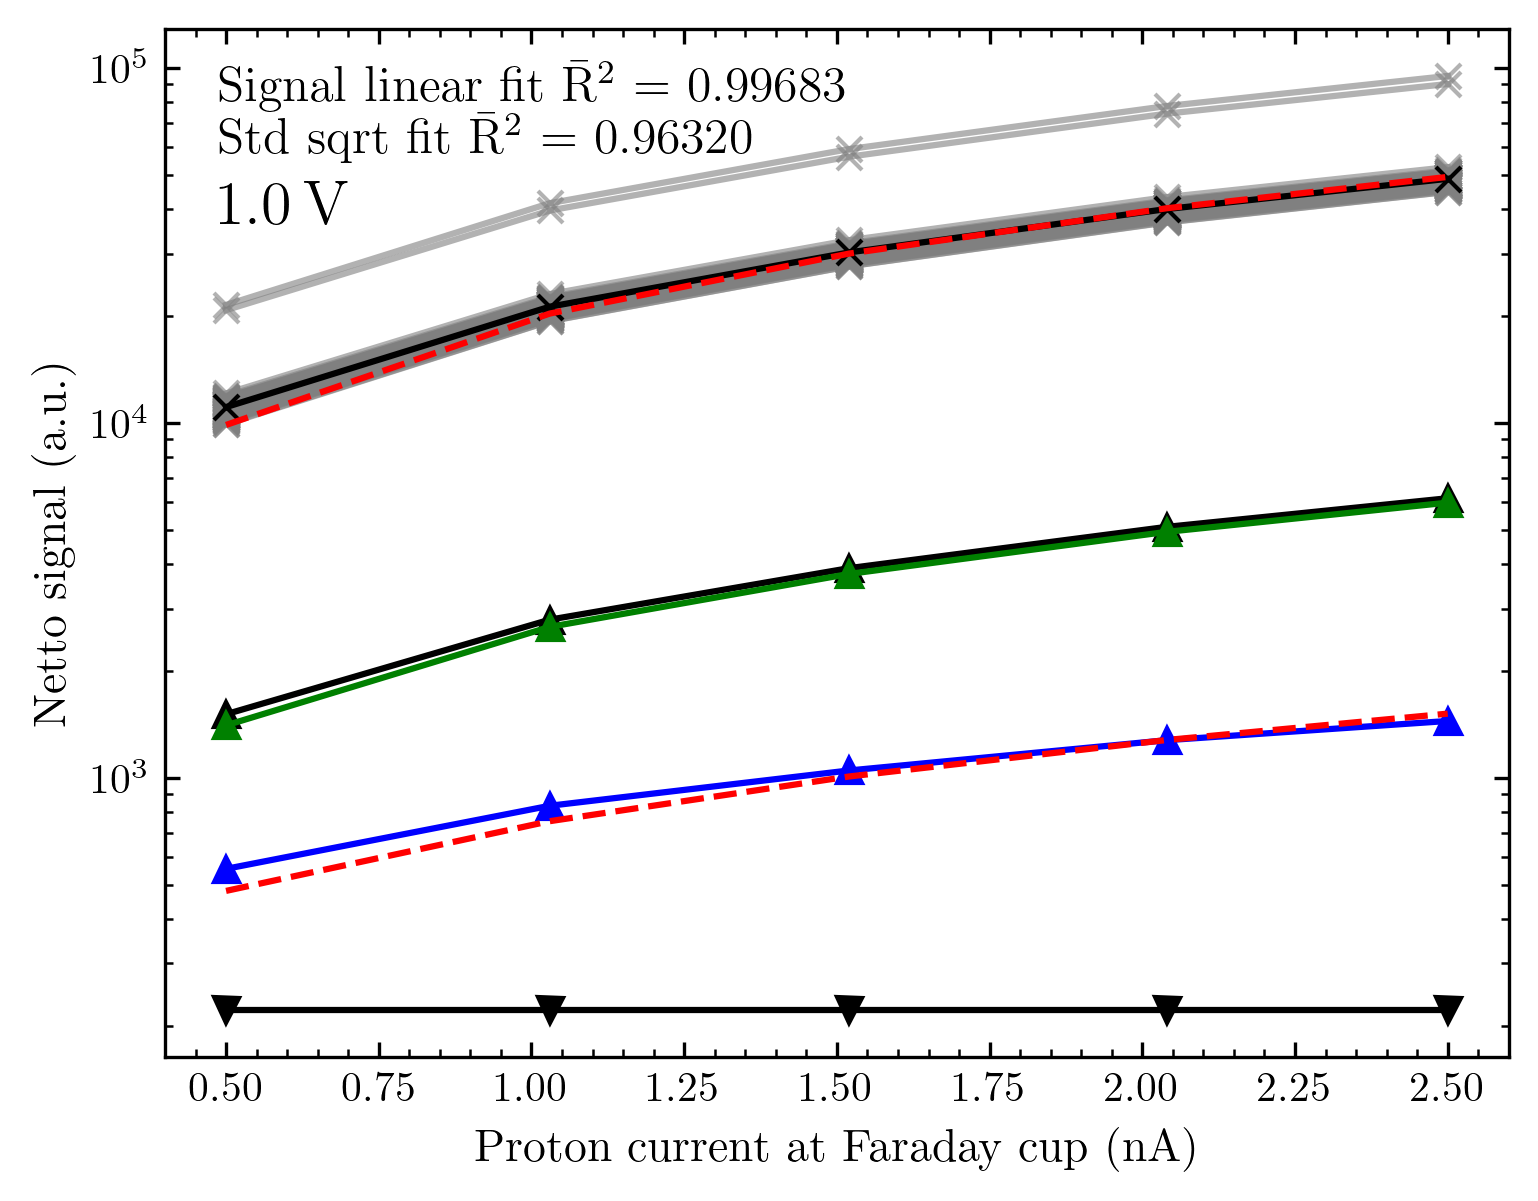 Signal linear fit R̄² = 0.99683
Std sqrt fit R̄² = 0.96320
1.0 V
10⁵
10⁴
10³
Netto signal (a.u.)
0.50 0.75 1.00 1.25 1.50 1.75 2.00 2.25 2.50
Proton current at Faraday cup (nA)